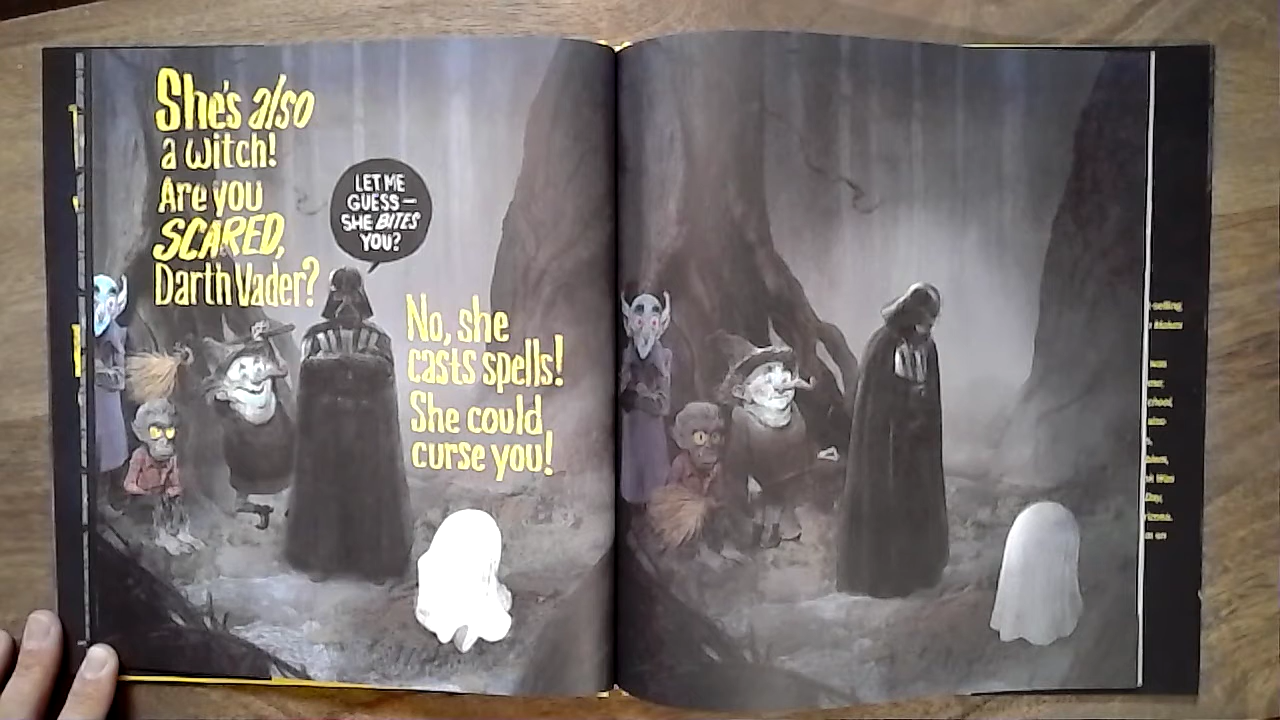 She's also
a witch!
Are you
SCARED,
Darth Vader?
LET ME
GUESS—
SHE BITES
YOU?
No, she
casts spells!
She could
curse you!
-selling